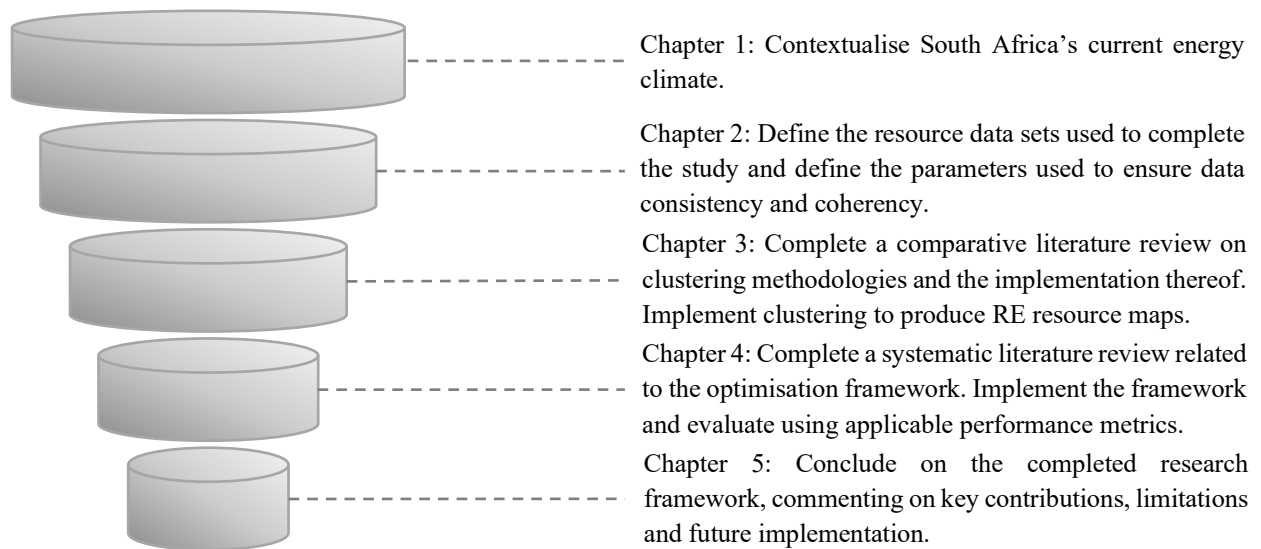 Chapter 1: Contextualise South Africa’s current energy
climate.
Chapter 2: Define the resource data sets used to complete
the study and define the parameters used to ensure data
consistency and coherency.
Chapter 3: Complete a comparative literature review on
clustering methodologies and the implementation thereof.
Implement clustering to produce RE resource maps.
Chapter 4: Complete a systematic literature review related
to the optimisation framework. Implement the framework
and evaluate using applicable performance metrics.
Chapter 5: Conclude on the completed research
framework, commenting on key contributions, limitations
and future implementation.